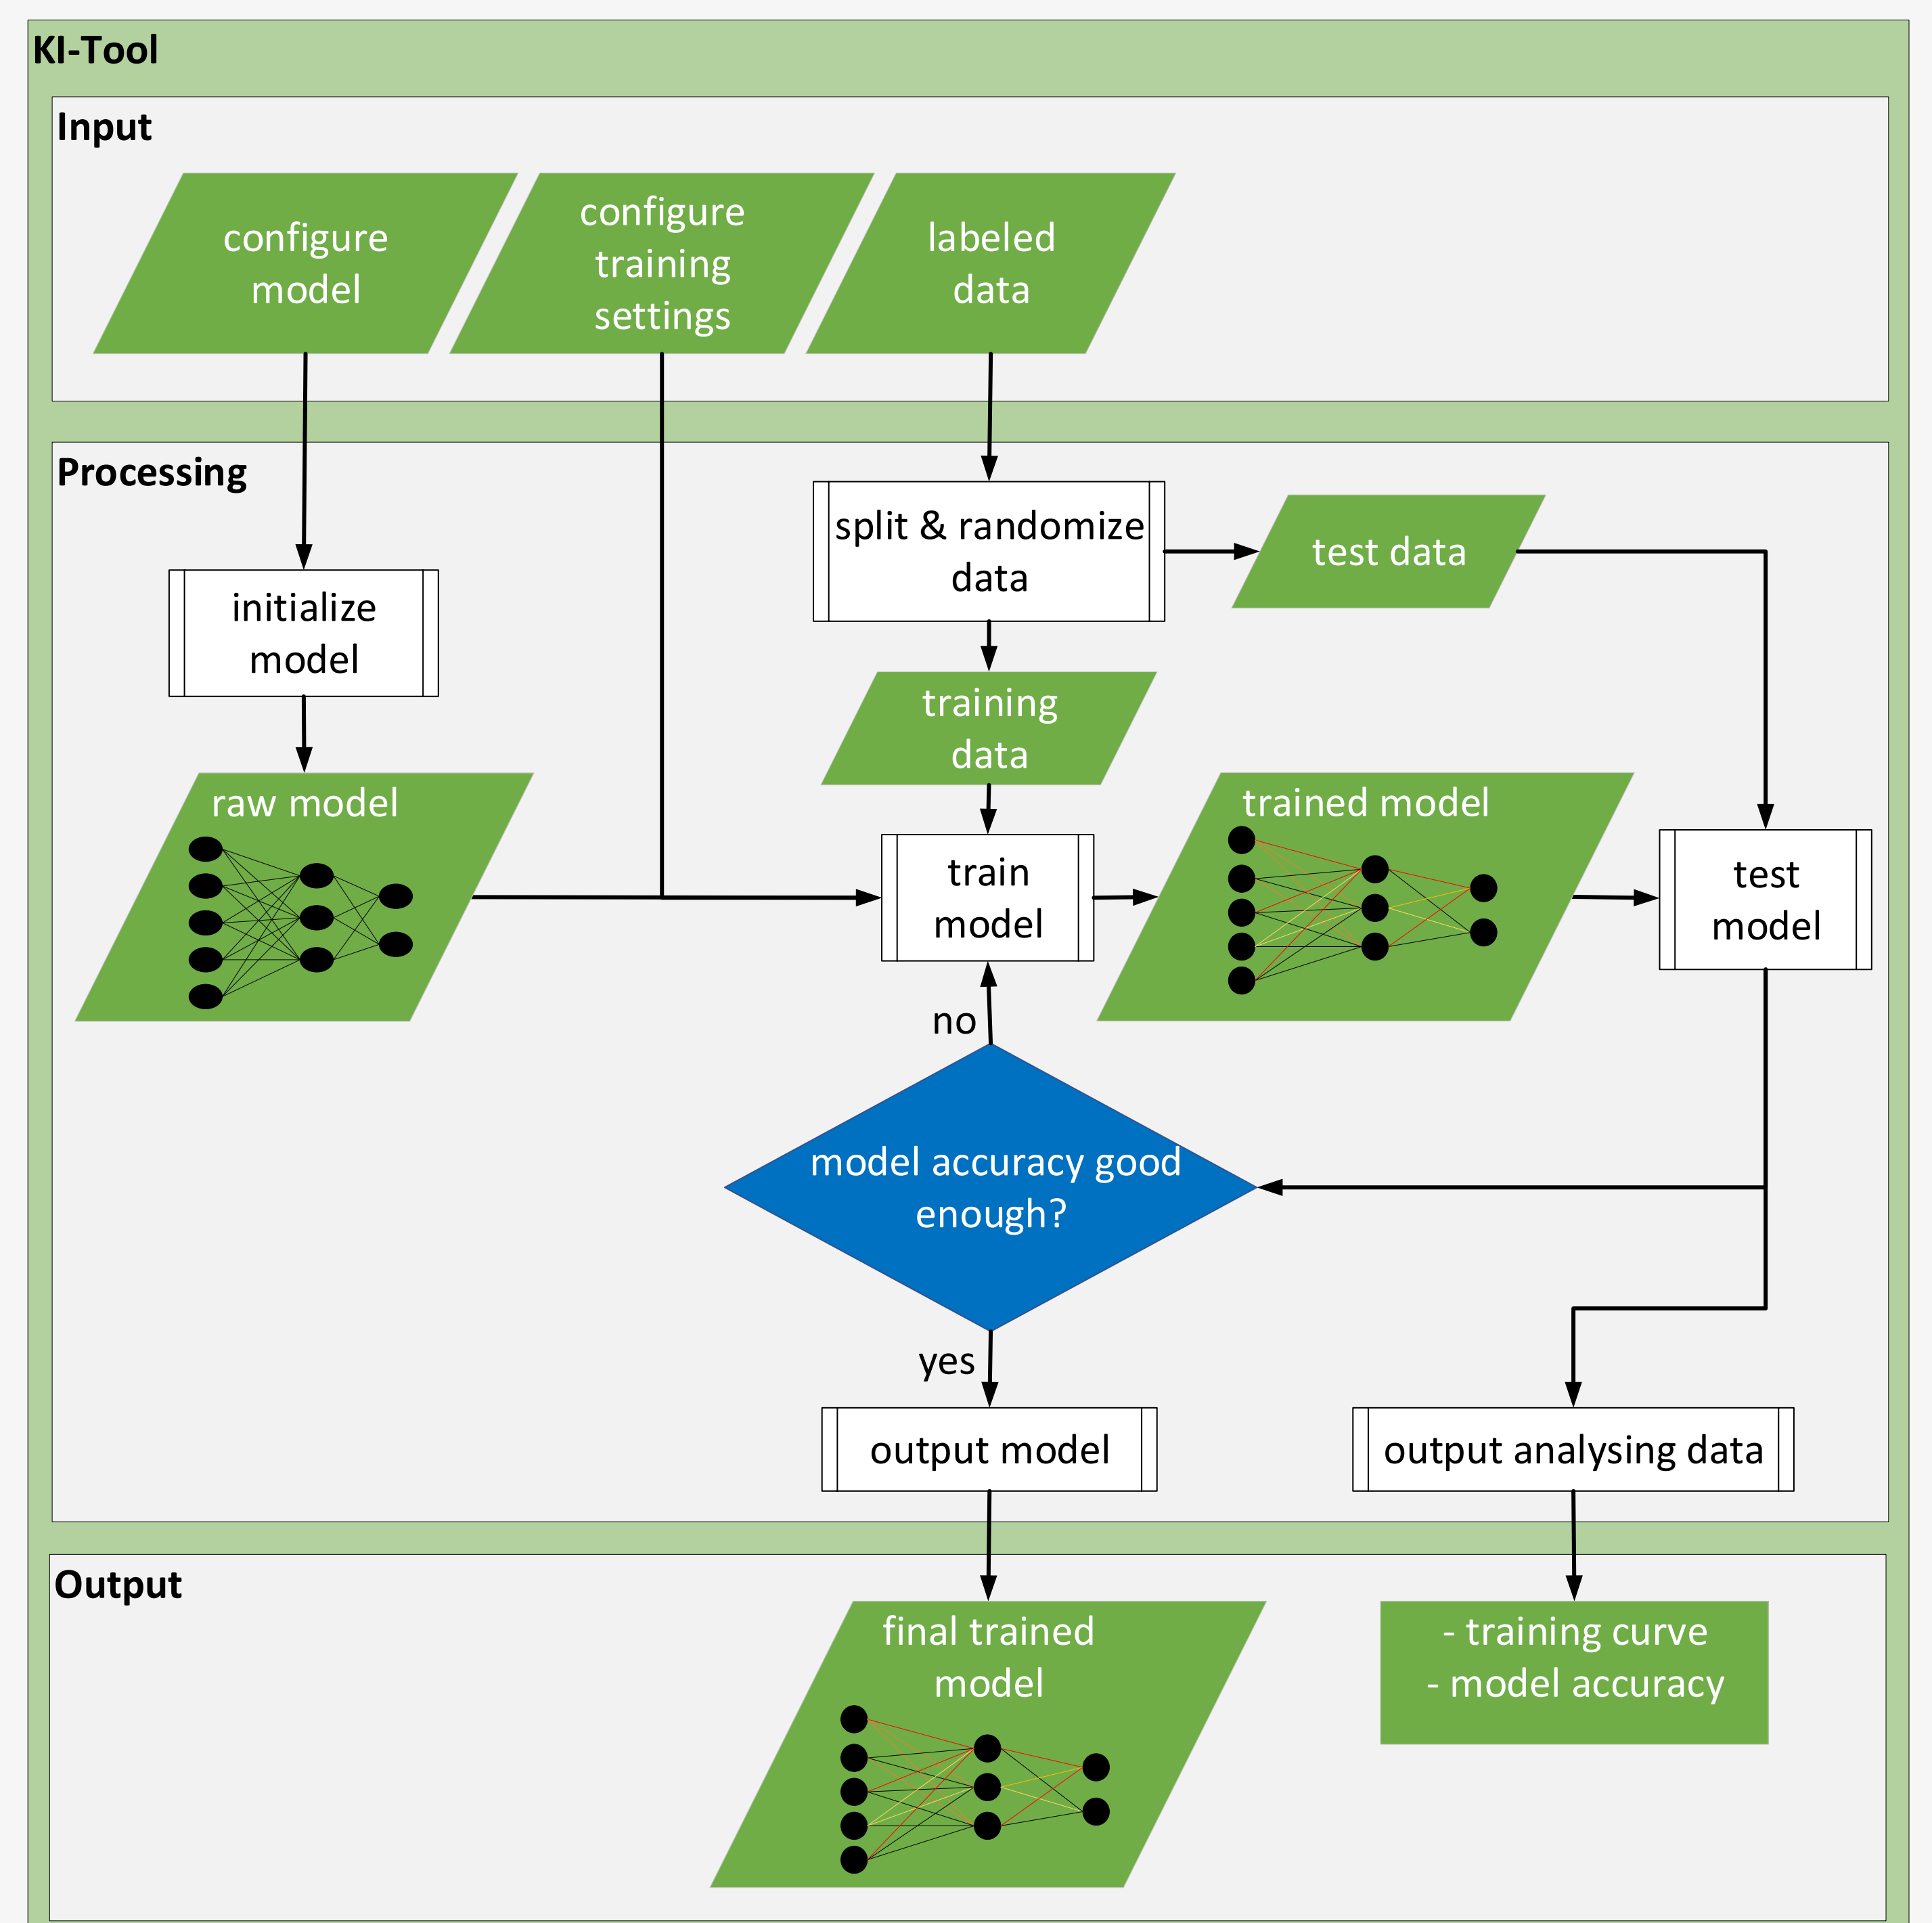 KI-Tool
Input
configure
model
configure
training
settings
labeled
data
Processing
split & randomize
data
test data
initialize
model
training
data
raw model
trained model
train
model
test
model
no
model accuracy good
enough?
yes
output model
output analysing data
Output
final trained
model
- training curve
- model accuracy